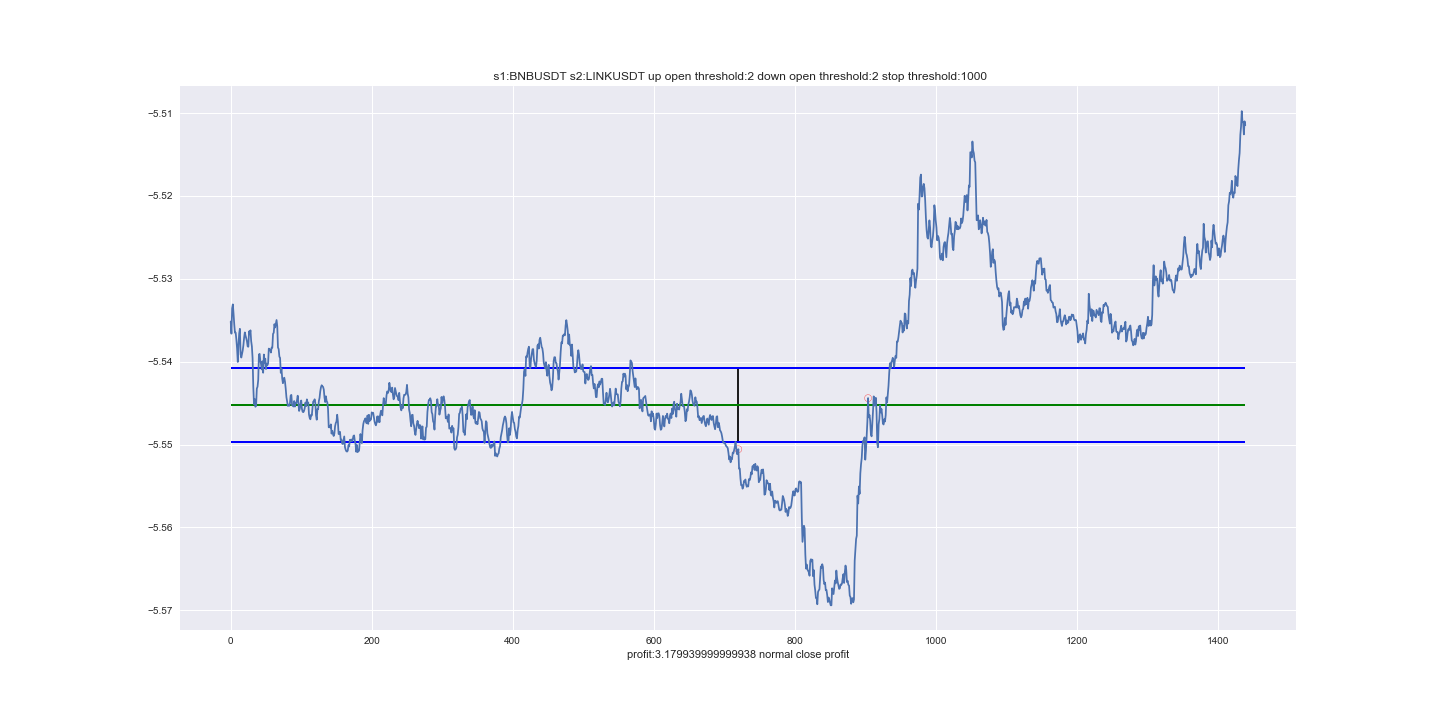 s1:BNBUSDT s2:LINKUSDT up open threshold:2 down open threshold:2 stop threshold:1000
−5.51
−5.52
−5.53
−5.54
−5.55
−5.56
−5.57
0 200 400 600 800 1000 1200 1400
profit:3.179939999999938 normal close profit